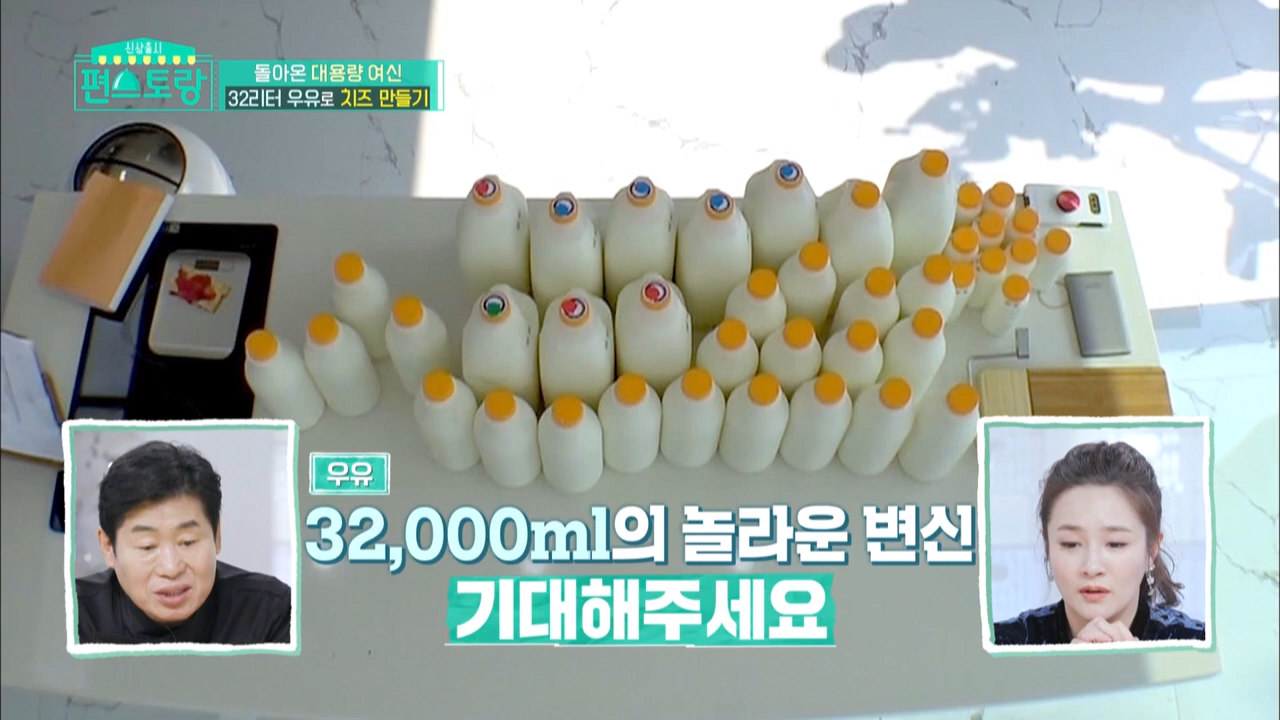 신상출시
편스토랑
돌아온 대용량 여신
32리터 우유로 치즈 만들기
우유
32,000ml의 놀라운 변신
기대해주세요